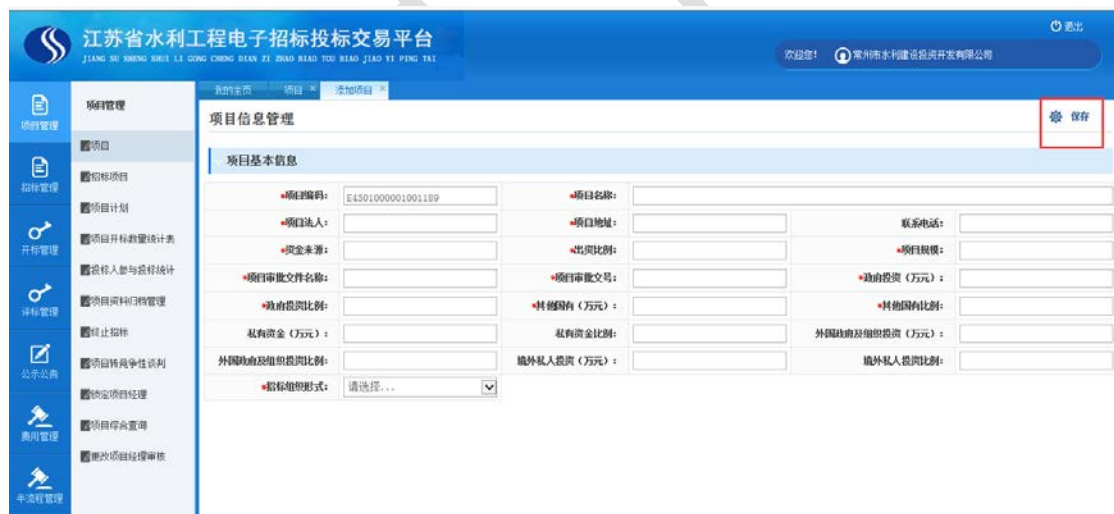 江苏省水利工程电子招标投标交易平台
JIANG SU SHENG SHUI LI GONG CHENG DIAN ZI ZHAO BIAO TOU BIAO JIAO YI PING TAI
退出
欢迎您! 常州市水利建设投资开发有限公司
项目管理
招标管理
开标管理
评标管理
公示公告
费用管理
半流程管理
项目管理
项目
招标项目
项目计划
项目开标数量统计表
投标人参与投标统计
项目资料归档管理
终止招标
项目转竞争性谈判
锁定项目经理
项目综合查询
更改项目经理审核
我的主页 项目 × 添加项目 ×
项目信息管理 保存
项目基本信息
*项目编码: E4501000001001189 *项目名称:
*项目法人: *项目地址: 联系电话:
*资金来源: *出资比例: *项目规模:
*项目审批文件名称: *项目审批文号: *政府投资(万元):
*政府投资比例: *其他国有(万元): *其他国有比例:
私有资金(万元): 私有资金比例: 外国政府及组织投资(万元):
外国政府及组织投资比例: 境外私人投资(万元): 境外私人投资比例:
*招标组织形式: 请选择...